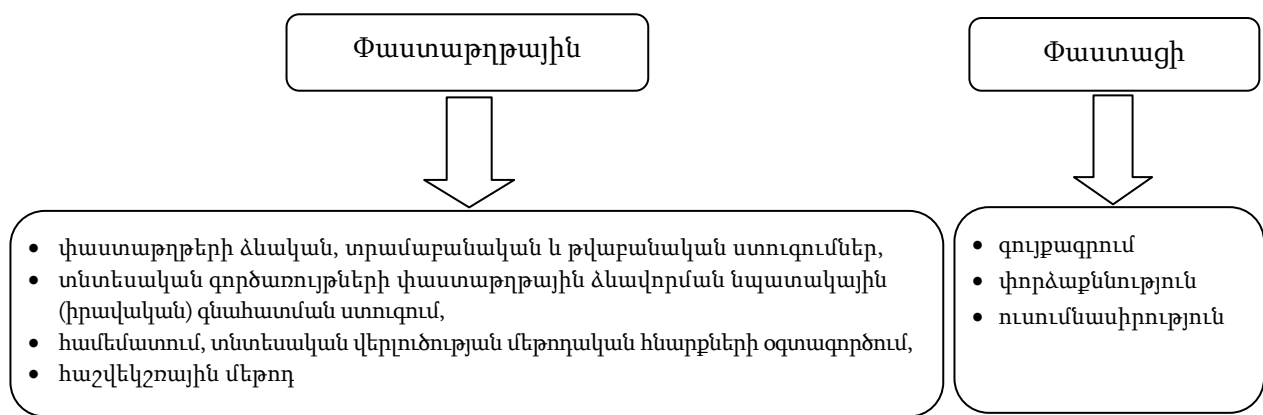 Փաստաթղթային
Փաստացի
• փաստաթղթերի ձևական, տրամաբանական և թվաբանական ստուգումներ,
• տնտեսական գործառույթների փաստաթղթային ձևավորման նպատակային
(իրավական) գնահատման ստուգում,
• համեմատում, տնտեսական վերլուծության մեթոդական հնարքների օգտագործում,
• հաշվեկշռային մեթոդ
• գույքագրում
• փորձաքննություն
• ուսումնասիրություն